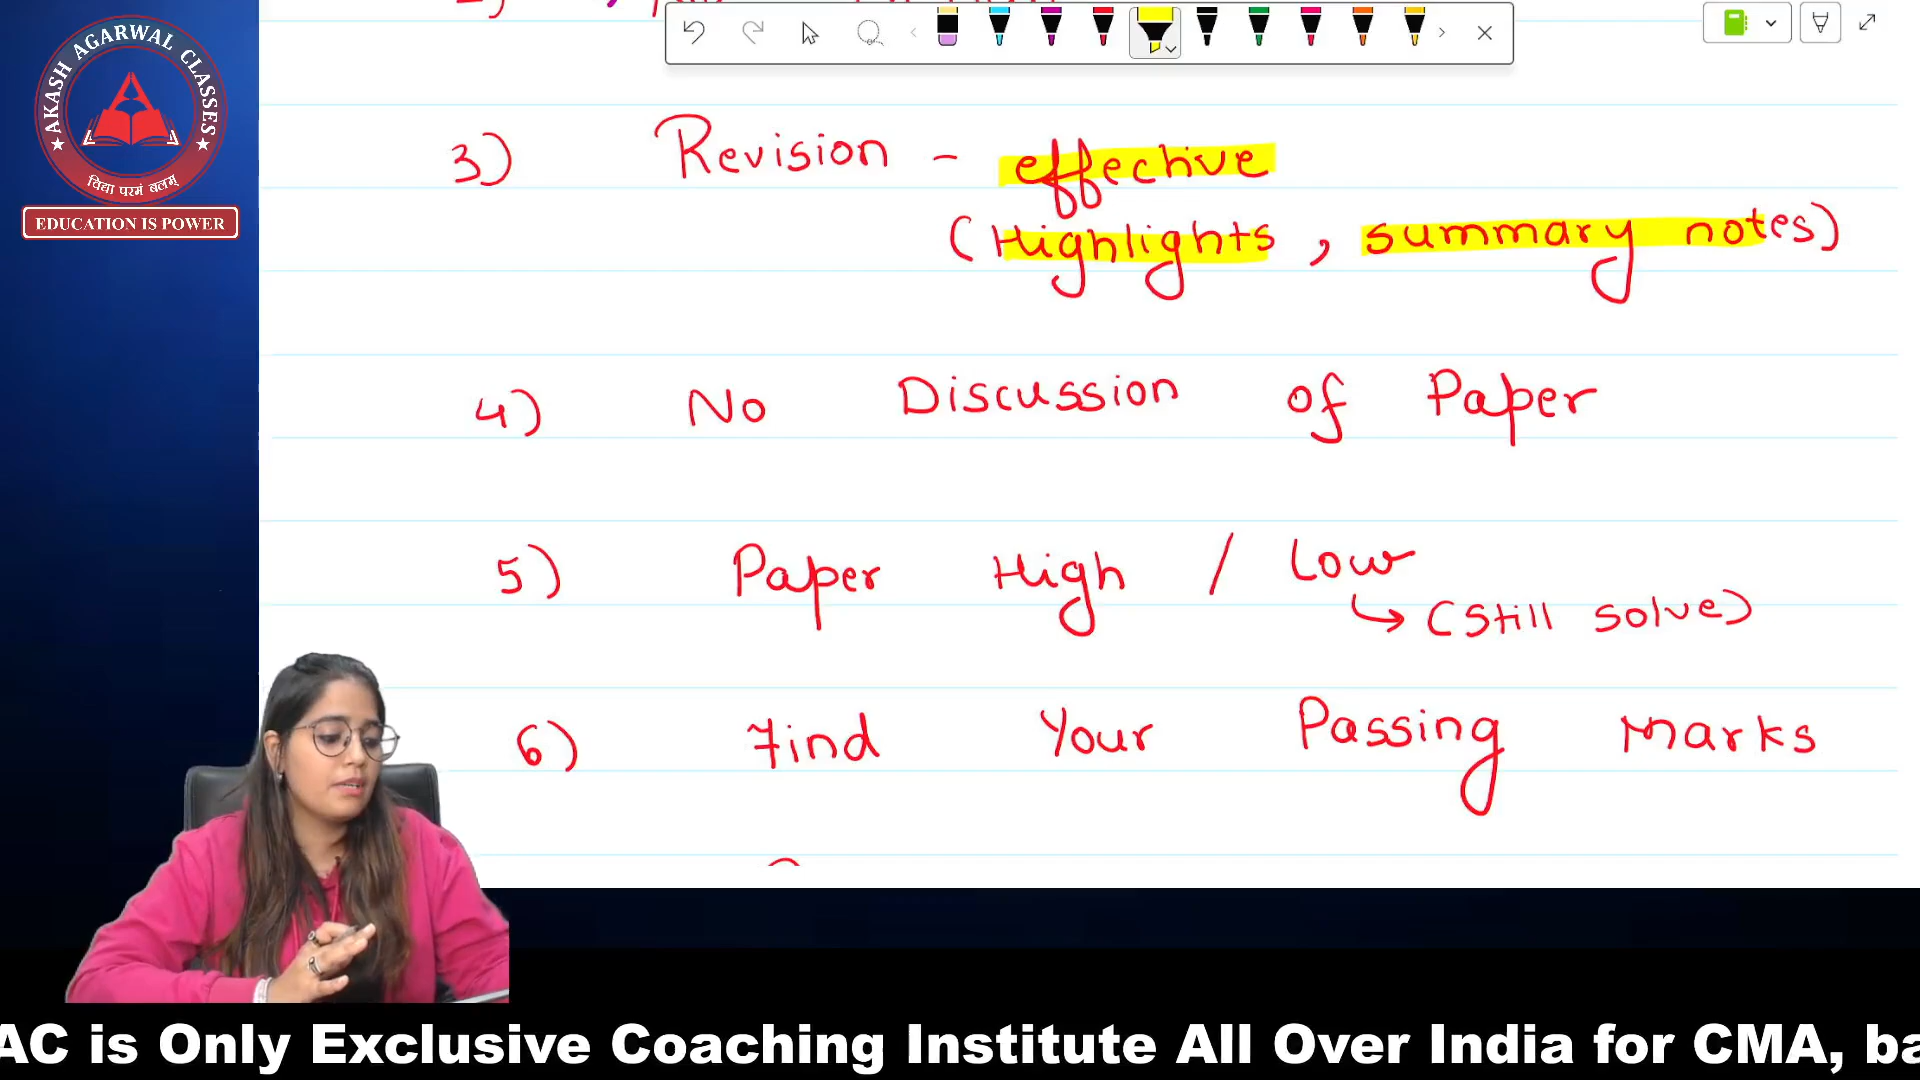 AKASH AGARWAL CLASSES
विद्या परमं बलम्
EDUCATION IS POWER
3) Revision - effective
(Highlights, summary notes)
4) No Discussion of Paper
5) Paper High / Low
(Still solve)
6) Find Your Passing Marks
AC is Only Exclusive Coaching Institute All Over India for CMA, ba